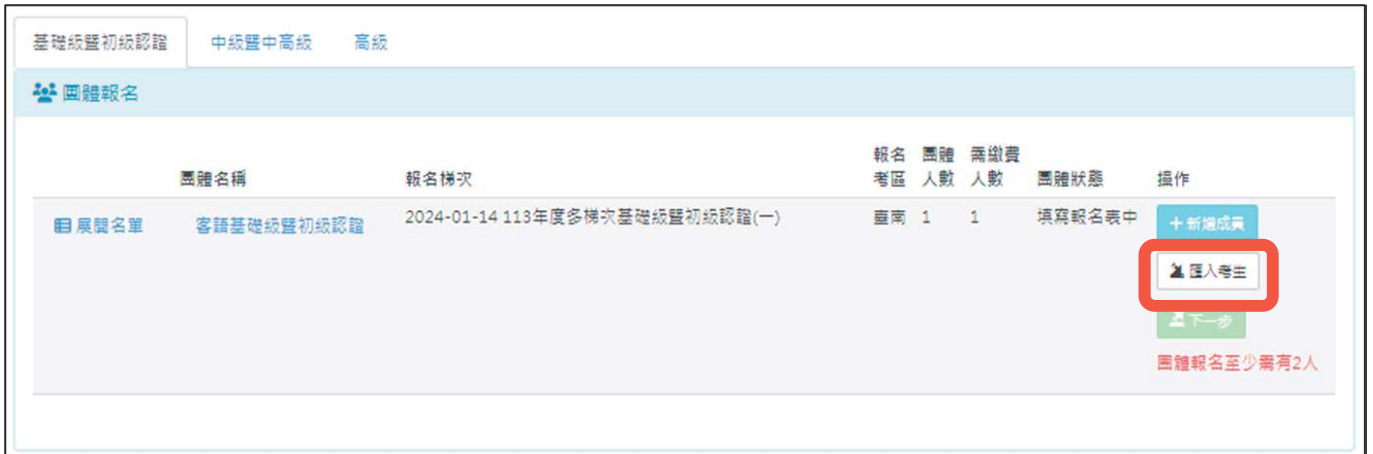 基礎級暨初級認證 中級暨中高級 高級
團體報名
團體名稱 報名梯次 報名考區 團體人數 需繳費人數 團體狀態 操作
展開名單 客語基礎級暨初級認證 2024-01-14 113年度多梯次基礎級暨初級認證(一) 臺南 1 1 填寫報名表中 +新增成員
匯入考生
下一步
團體報名至少需有2人